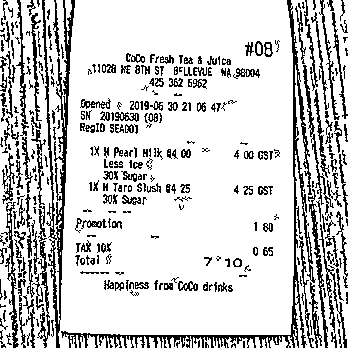 #08
CoCo Fresh Tea & Juice
11028 NE 8TH ST BELLEVUE WA 98004
425 362 5962
Opened 2019-06 30 21 06 47
SN 20190630 (08)
RegID SEA001
1X M Pearl Milk $4 00 4 00 GST
Less ice
30% Sugar
1X M Taro Slush $4 25 4 25 GST
30% Sugar
Promotion 1 80
TAX 10% 0 65
Total 7 10
Happiness from CoCo drinks